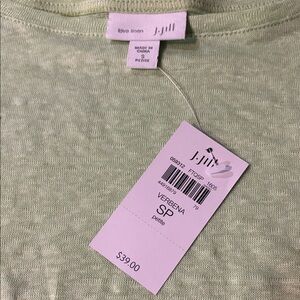 love linen J.Jill
MADE IN
CHINA
S
PETITE
J.Jill
VERBENA
SP
petite
$39.00